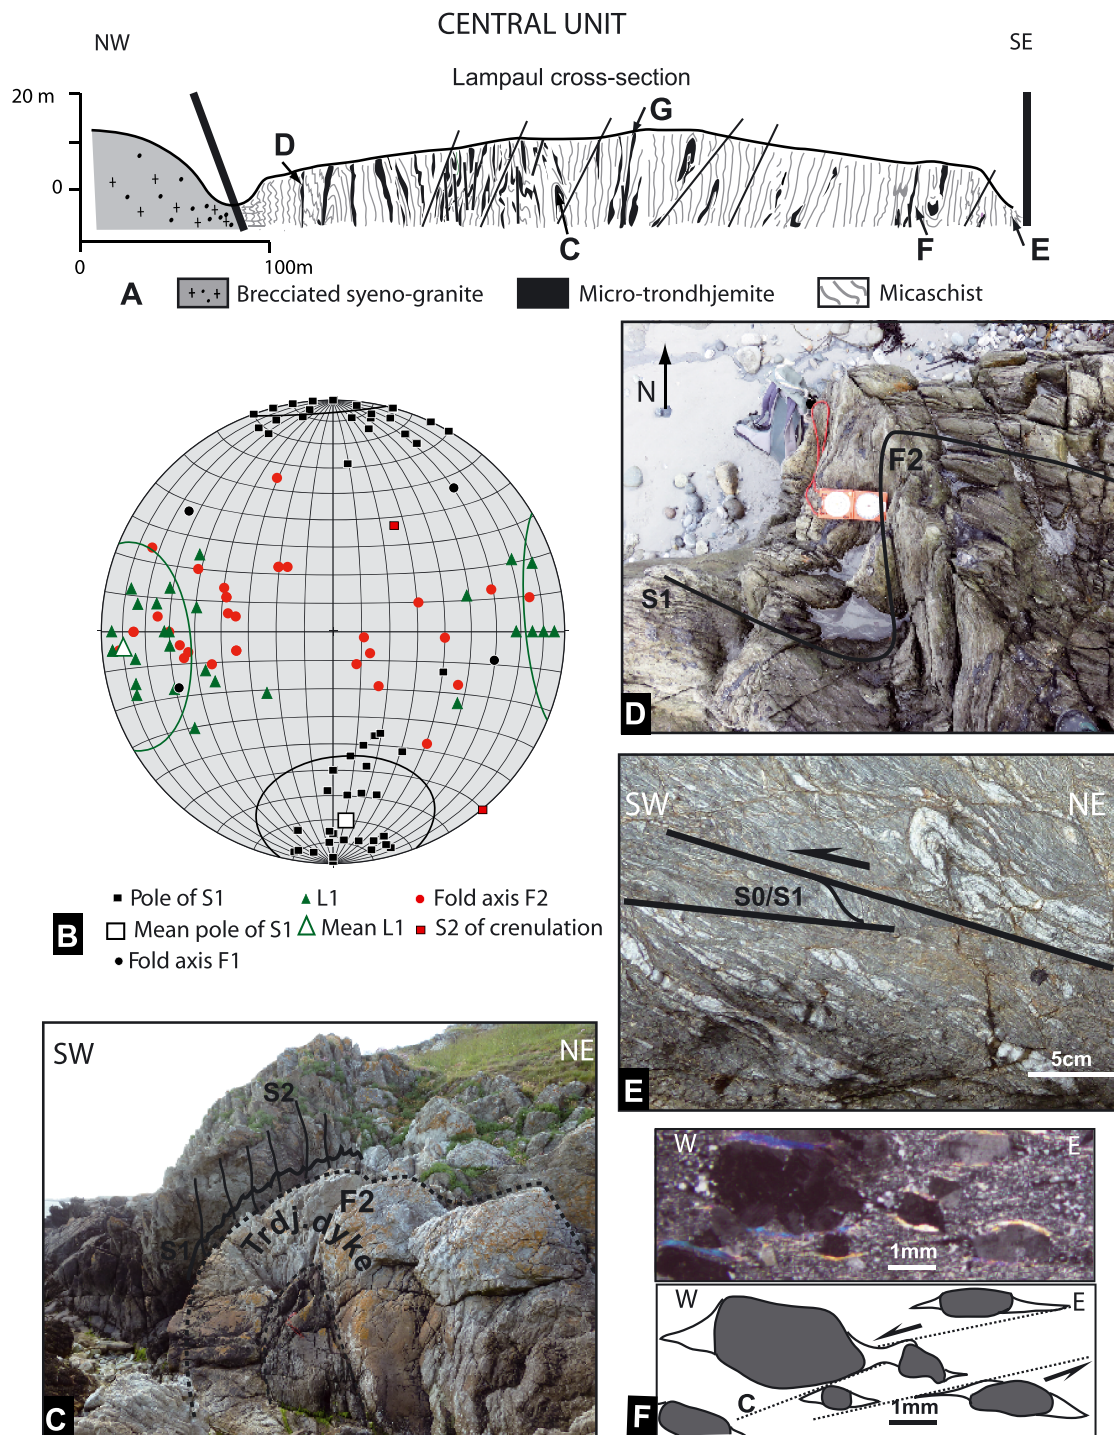 CENTRAL UNIT
NW
SE
Lampaul cross-section
20 m
0
D
G
C
F
E
0
100m
A
Brecciated syeno-granite
Micro-trondhjemite
Micaschist
N
F2
S1
D
B
Pole of S1
L1
Fold axis F2
Mean pole of S1
Mean L1
S2 of crenulation
Fold axis F1
SW
NE
S0/S1
5cm
E
SW
NE
S2
F2
S1
Trdj dyke
C
W
E
1mm
W
E
C
1mm
F